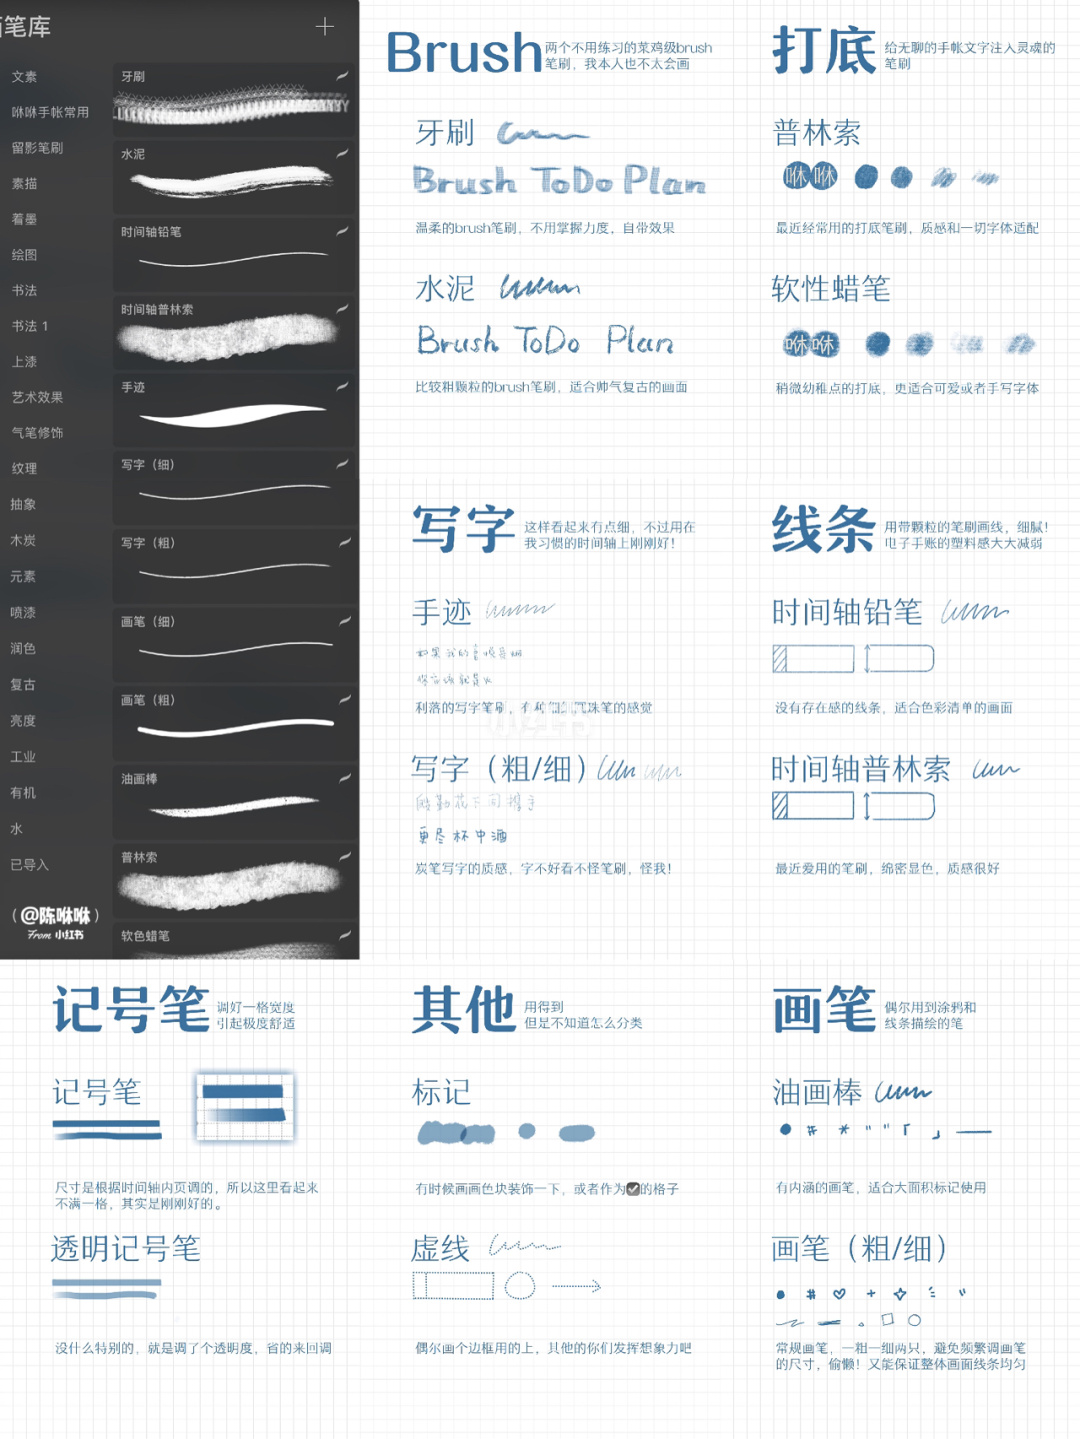 画笔库
文素
咻咻手帐常用
留影笔刷
素描
着墨
绘图
书法
书法 1
上漆
艺术效果
气笔修饰
纹理
抽象
木炭
元素
喷漆
润色
复古
亮度
工业
有机
水
已导入
（@陈咻咻）
From 小红书
牙刷
水泥
时间轴铅笔
时间轴普林索
手迹
写字（细）
写字（粗）
画笔（细）
画笔（粗）
油画棒
普林索
软色蜡笔
Brush
两个不用练习的菜鸡级brush
笔刷，我本人也不太会画
牙刷
Brush ToDo Plan
温柔的brush笔刷，不用掌握力度，自带效果
水泥
Brush ToDo Plan
比较粗颗粒的brush笔刷，适合帅气复古的画面
打底
给无聊的手帐文字注入灵魂的
笔刷
普林索
咻咻
最近经常用的打底笔刷，质感和一切字体适配
软性蜡笔
咻咻
稍微幼稚点的打底，更适合可爱或者手写字体
写字
这样看起来有点细，不过用在
我习惯的时间轴上刚刚好！
手迹
利落的写字笔刷，有种 珠笔的感觉
小红书
写字（粗/细）
更尽杯中酒
炭笔写字的质感，字不好看不怪笔刷，怪我！
线条
用带颗粒的笔刷画线，细腻！
电子手账的塑料感大大减弱
时间轴铅笔
没有存在感的线条，适合色彩清单的画面
时间轴普林索
最近爱用的笔刷，绵密显色，质感很好
记号笔
调好一格宽度
引起极度舒适
记号笔
尺寸是根据时间轴内页调的，所以这里看起来
不满一格，其实是刚刚好的。
透明记号笔
没什么特别的，就是调了个透明度，省的来回调
其他
用得到
但是不知道怎么分类
标记
有时候画画色块装饰一下，或者作为☑的格子
虚线
偶尔画个边框用的上，其他的你们发挥想象力吧
画笔
偶尔用到涂鸦和
线条描绘的笔
油画棒
# * " " 「 」
有内涵的画笔，适合大面积标记使用
画笔（粗/细）
# ♡ + ✧
常规画笔，一粗一细两只，避免频繁调画笔
的尺寸，偷懒！又能保证整体画面线条均匀